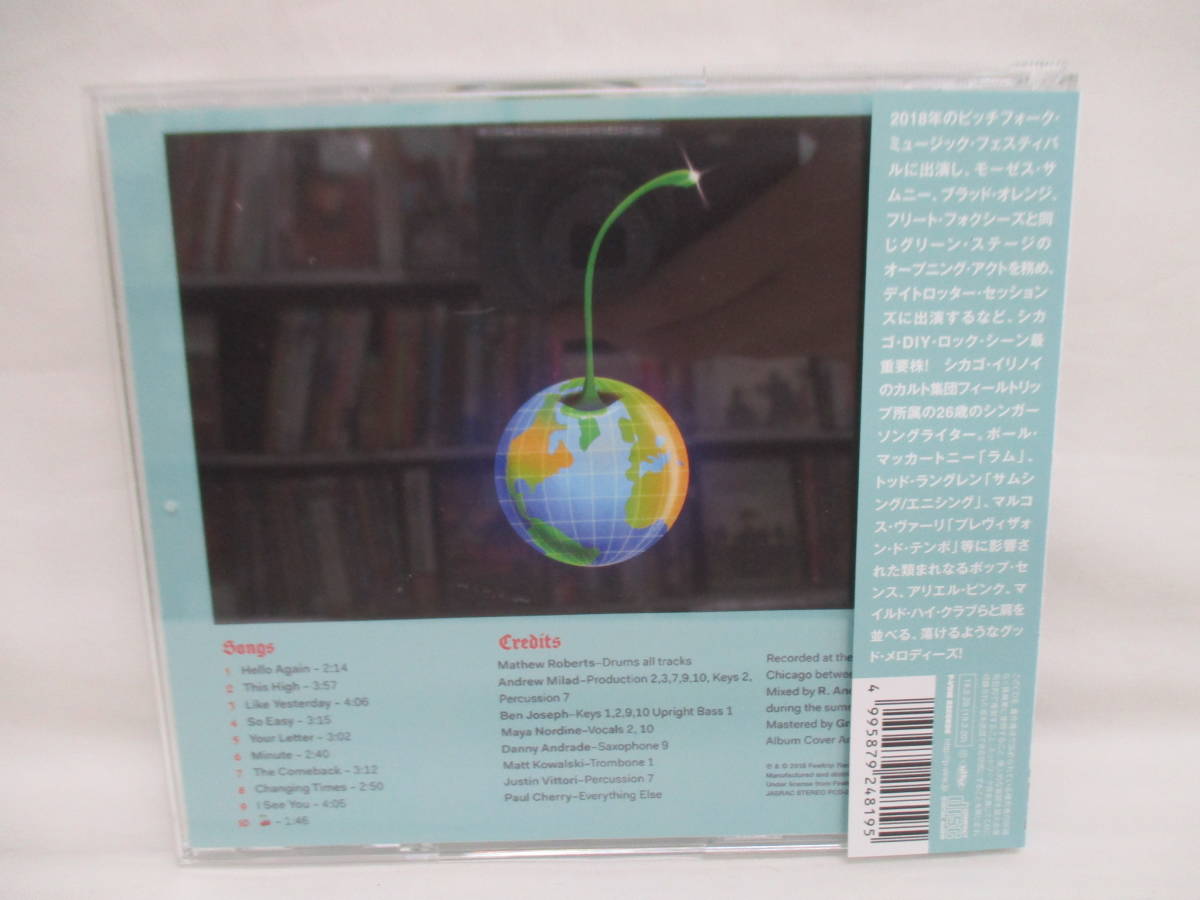 Songs
1 Hello Again – 2:14
2 This High – 3:57
3 Like Yesterday – 4:06
4 So Easy – 3:15
5 Your Letter – 3:02
6 Minute – 2:40
7 The Comeback – 3:12
8 Changing Times – 2:50
9 I See You – 4:05
10 🍒 – 1:46
Credits
Mathew Roberts–Drums all tracks
Andrew Milad–Production 2,3,7,9,10, Keys 2,
Percussion 7
Ben Joseph–Keys 1,2,9,10 Upright Bass 1
Maya Nordine–Vocals 2, 10
Danny Andrade–Saxophone 9
Matt Kowalski–Trombone 1
Justin Vittori–Percussion 7
Paul Cherry–Everything Else
Recorded at the
Chicago between
Mixed by R. And
during the sum
Mastered by Gr
Album Cover Ar
℗ & © 2018 Feeltrip Rec
Manufactured and
Under license from Fee
JASRAC STEREO PCD-2
2018年のピッチフォーク・
ミュージック・フェスティバ
ルに出演し、モーゼス・サ
ムニー、ブラッド・オレンジ、
フリート・フォクシーズと同
じグリーン・ステージの
オープニング・アクトを務め、
デイトロッター・セッション
ズに出演するなど、シカ
ゴ・DIY・ロック・シーン最
重要株! シカゴ・イリノイ
のカルト集団フィールトリッ
プ所属の26歳のシンガー
ソングライター。ポール・
マッカートニー「ラム」、
トッド・ラングレン「サムシ
ング/エニシング」、マルコ
ス・ヴァーリ「プレヴィザォ
ン・ド・テンポ」等に影響さ
れた類まれなるポップ・セ
ンス、アリエル・ピンク、マ
イルド・ハイ・クラブらと肩を
並べる、蕩けるようなグッ
ド・メロディーズ!
4 995879 248195
P-VINE RECORDS